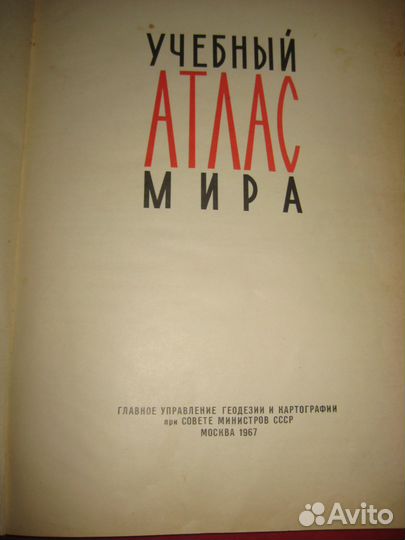 УЧЕБНЫЙ
АТЛАС
МИРА
ГЛАВНОЕ УПРАВЛЕНИЕ ГЕОДЕЗИИ И КАРТОГРАФИИ
при СОВЕТЕ МИНИСТРОВ СССР
МОСКВА 1967
Avito